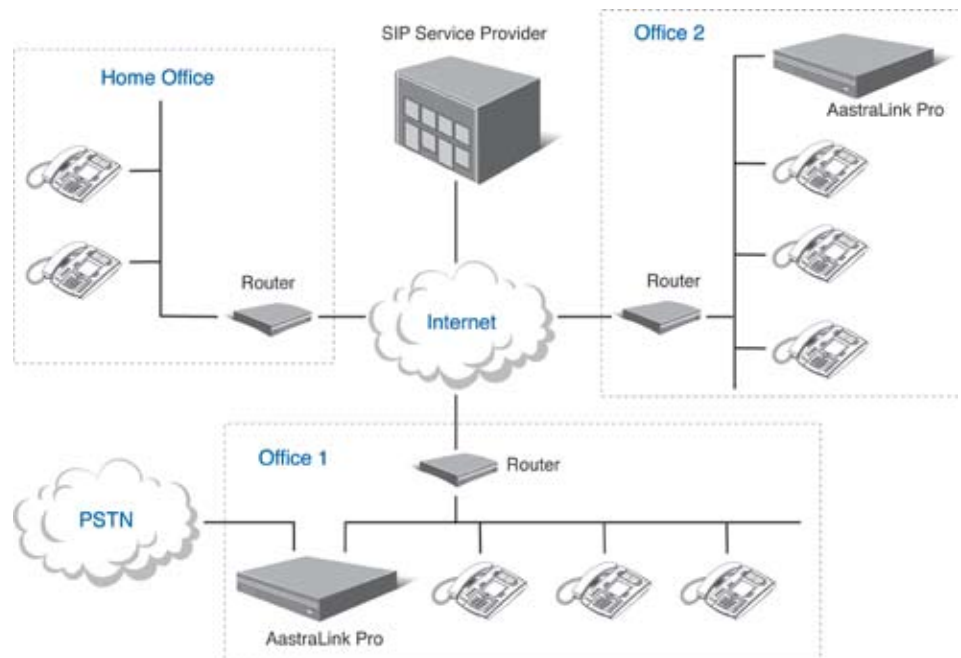 SIP Service Provider
Office 2
Home Office
AastraLink Pro
Router
Router
Internet
Office 1
Router
PSTN
AastraLink Pro